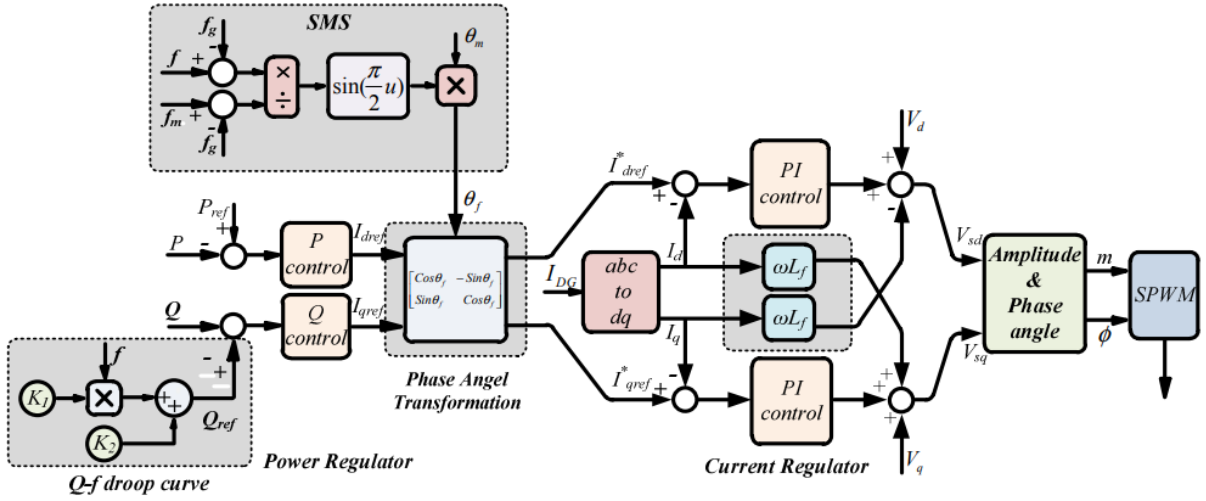 SMS
f_g
-
f +
f_m +
-
f_g
×
÷
sin(π/2 u)
θ_m
×
θ_f
P_ref
+
P -
P
control
I_dref
Q
Q
control
I_qref
- +
f
K_1
×
+
+
K_2
Q_ref
Q-f droop curve
Power Regulator
[Cosθ_f -Sinθ_f
Sinθ_f Cosθ_f]
Phase Angel
Transformation
I*_dref
+
-
PI
control
V_d
+
+
-
I_DG
abc
to
dq
I_d
I_q
ωL_f
ωL_f
I*_qref
-
+
PI
control
+
+
+
V_q
Current Regulator
V_sd
V_sq
Amplitude
&
Phase
angle
m
ϕ
SPWM